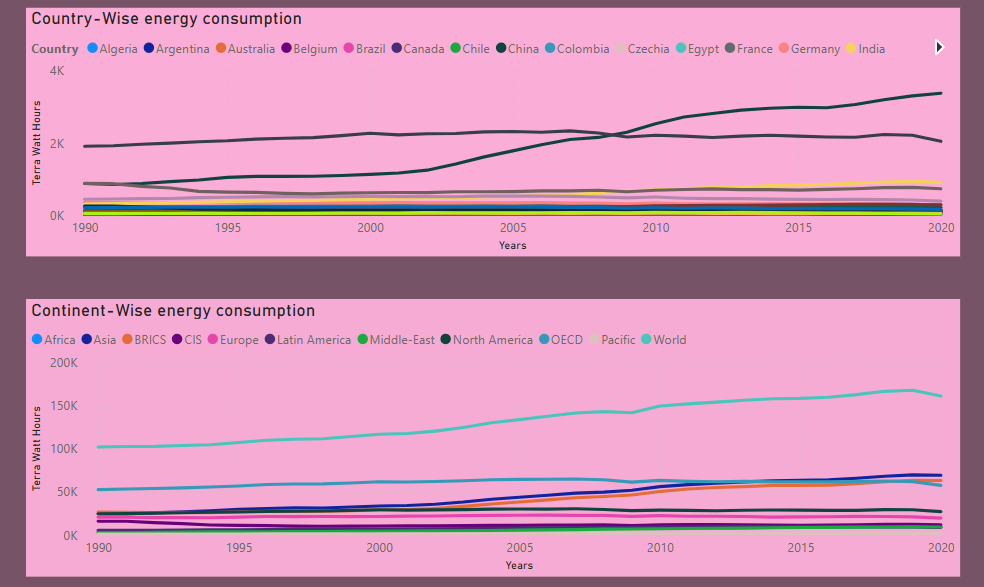 Country-Wise energy consumption
Country Algeria Argentina Australia Belgium Brazil Canada Chile China Colombia Czechia Egypt France Germany India
4K
2K
0K
Terra Watt Hours
1990 1995 2000 2005 2010 2015 2020
Years
Continent-Wise energy consumption
Africa Asia BRICS CIS Europe Latin America Middle-East North America OECD Pacific World
200K
150K
100K
50K
0K
Terra Watt Hours
1990 1995 2000 2005 2010 2015 2020
Years